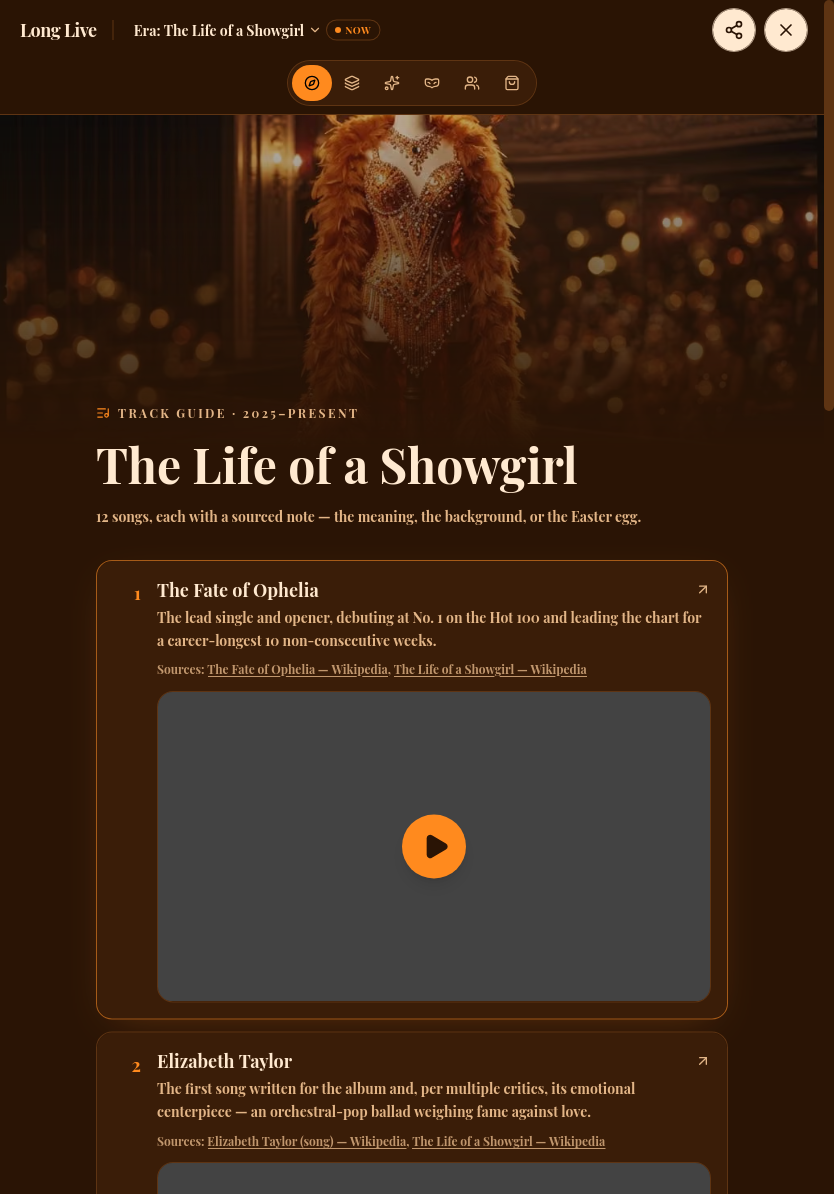 Long Live
Era: The Life of a Showgirl
NOW
TRACK GUIDE · 2025–PRESENT
The Life of a Showgirl
12 songs, each with a sourced note — the meaning, the background, or the Easter egg.
1
The Fate of Ophelia
The lead single and opener, debuting at No. 1 on the Hot 100 and leading the chart for
a career-longest 10 non-consecutive weeks.
Sources: The Fate of Ophelia — Wikipedia, The Life of a Showgirl — Wikipedia
2
Elizabeth Taylor
The first song written for the album and, per multiple critics, its emotional
centerpiece — an orchestral-pop ballad weighing fame against love.
Sources: Elizabeth Taylor (song) — Wikipedia, The Life of a Showgirl — Wikipedia